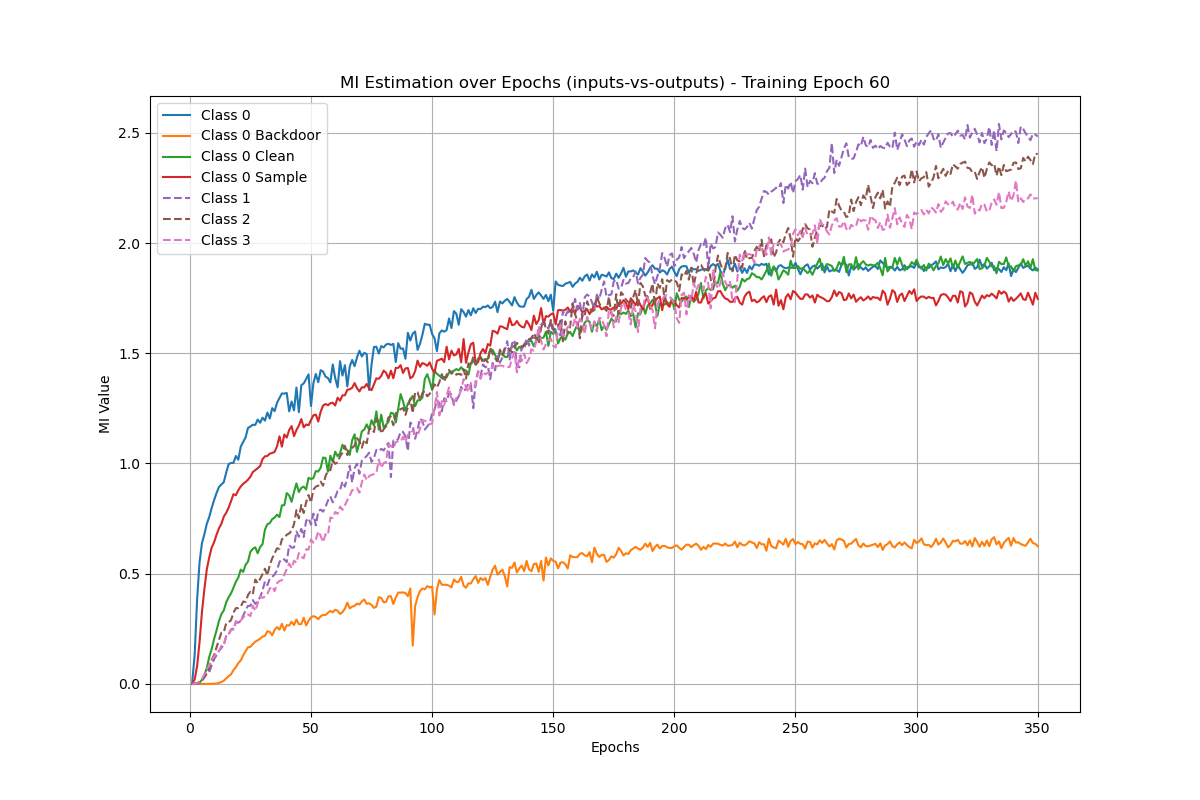 MI Estimation over Epochs (inputs-vs-outputs) - Training Epoch 60
Class 0
Class 0 Backdoor
Class 0 Clean
Class 0 Sample
Class 1
Class 2
Class 3
MI Value
2.5
2.0
1.5
1.0
0.5
0.0
0 50 100 150 200 250 300 350
Epochs